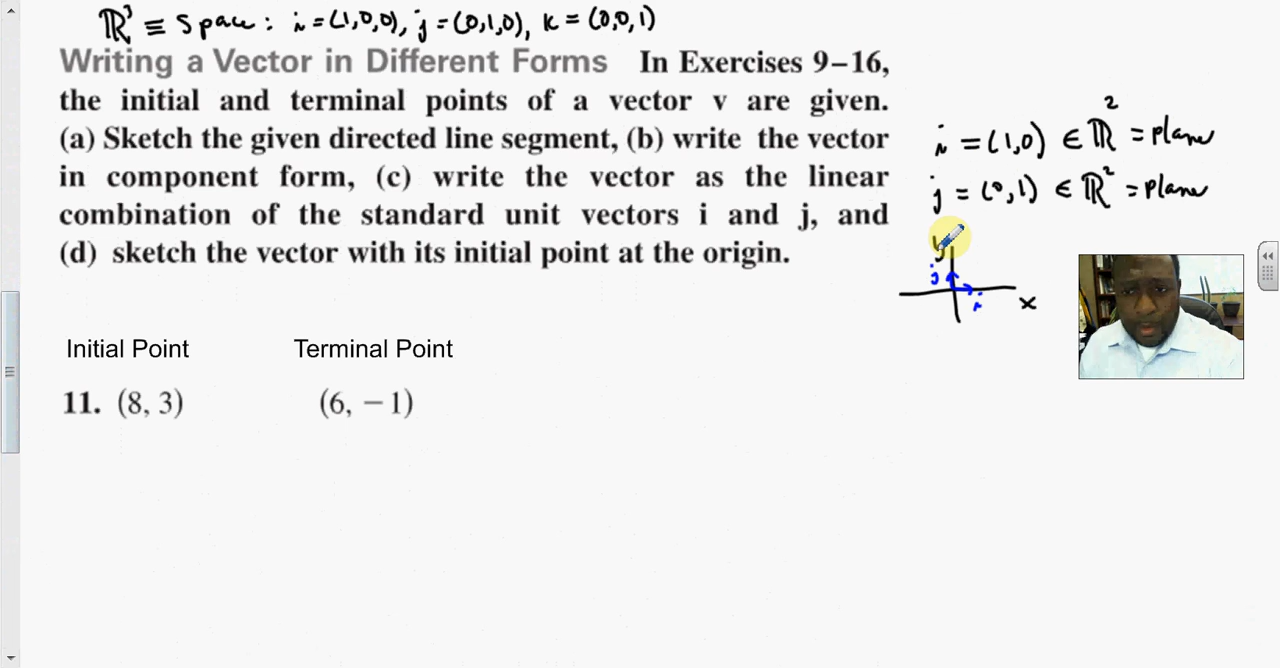 ℝ³ ≡ Space : i = (1,0,0), j = (0,1,0), k = (0,0,1)
Writing a Vector in Different Forms In Exercises 9–16,
the initial and terminal points of a vector v are given.
(a) Sketch the given directed line segment, (b) write the vector
in component form, (c) write the vector as the linear
combination of the standard unit vectors i and j, and
(d) sketch the vector with its initial point at the origin.
i = (1,0) ∈ ℝ² = plane
j = (0,1) ∈ ℝ² = plane
y
j
i
x
Initial Point Terminal Point
11. (8, 3) (6, −1)